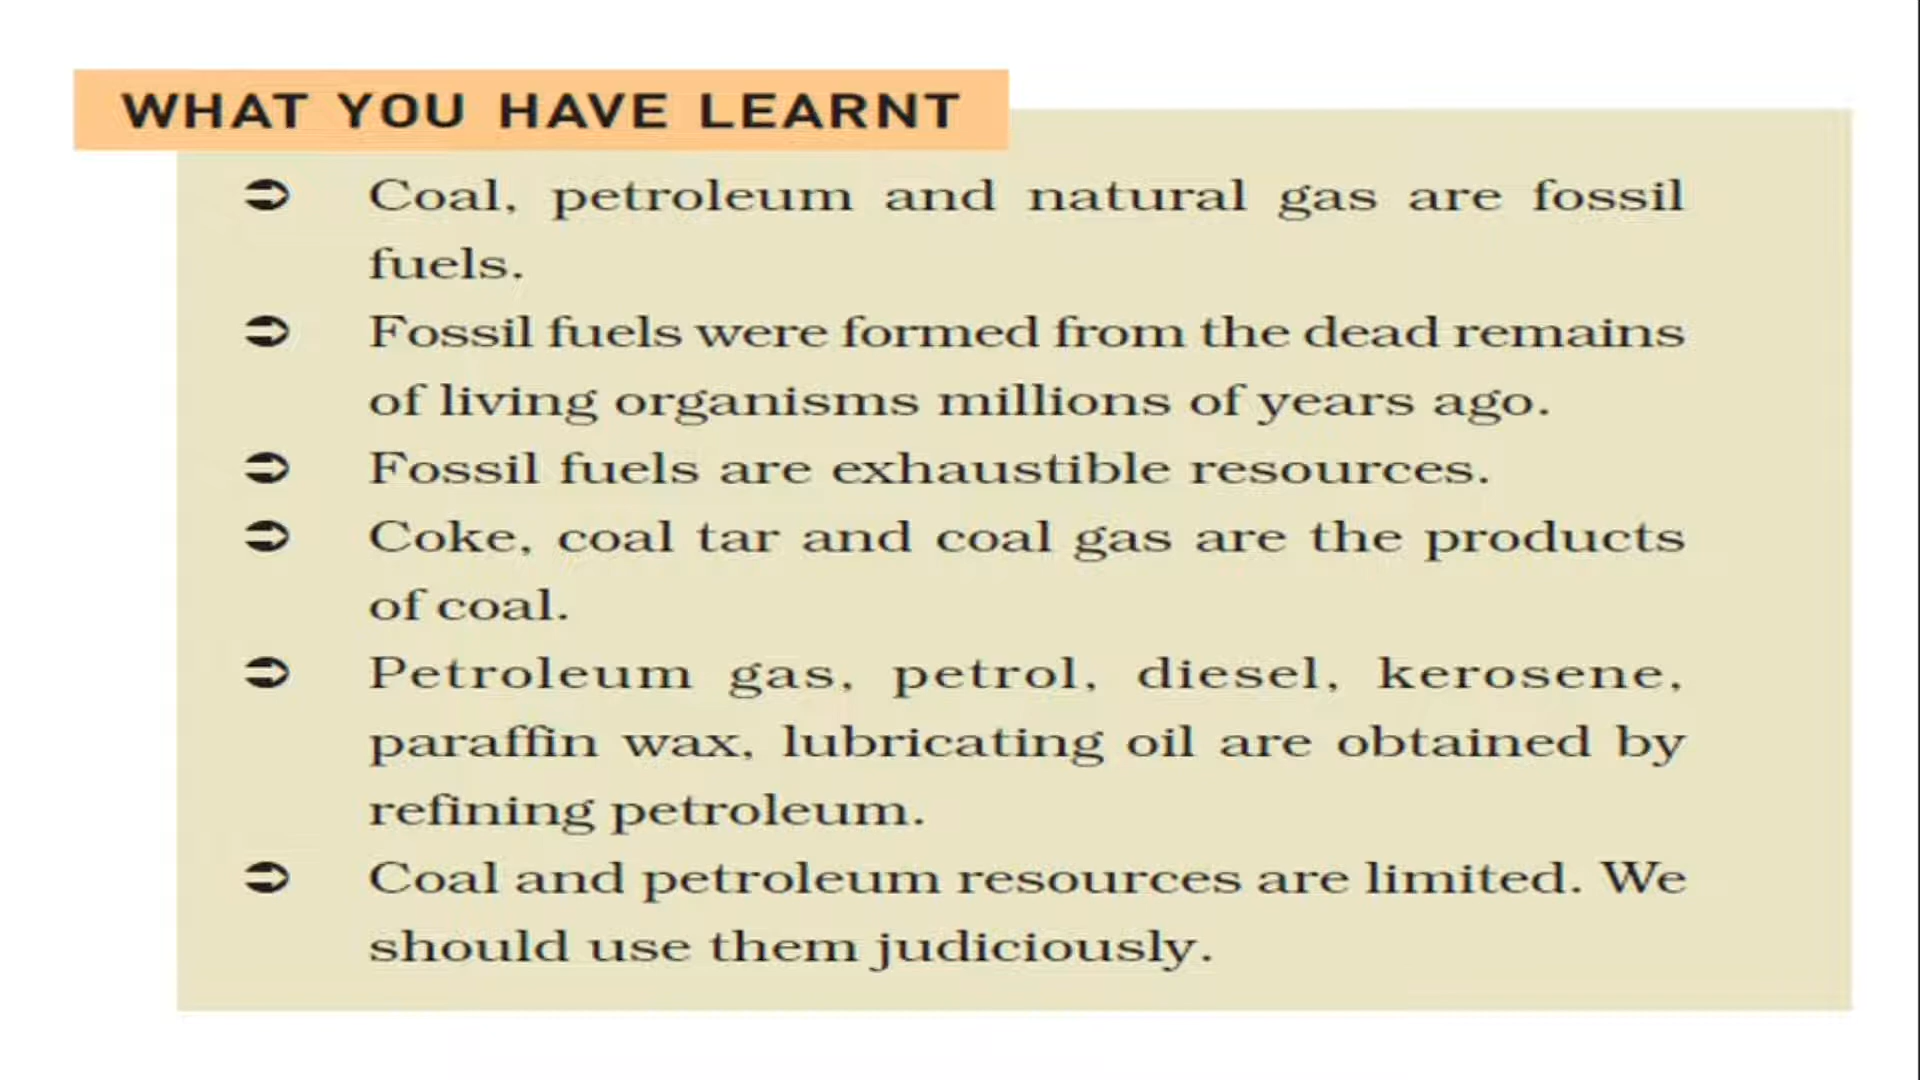 WHAT YOU HAVE LEARNT
➲ Coal, petroleum and natural gas are fossil
fuels.
➲ Fossil fuels were formed from the dead remains
of living organisms millions of years ago.
➲ Fossil fuels are exhaustible resources.
➲ Coke, coal tar and coal gas are the products
of coal.
➲ Petroleum gas, petrol, diesel, kerosene,
paraffin wax, lubricating oil are obtained by
refining petroleum.
➲ Coal and petroleum resources are limited. We
should use them judiciously.